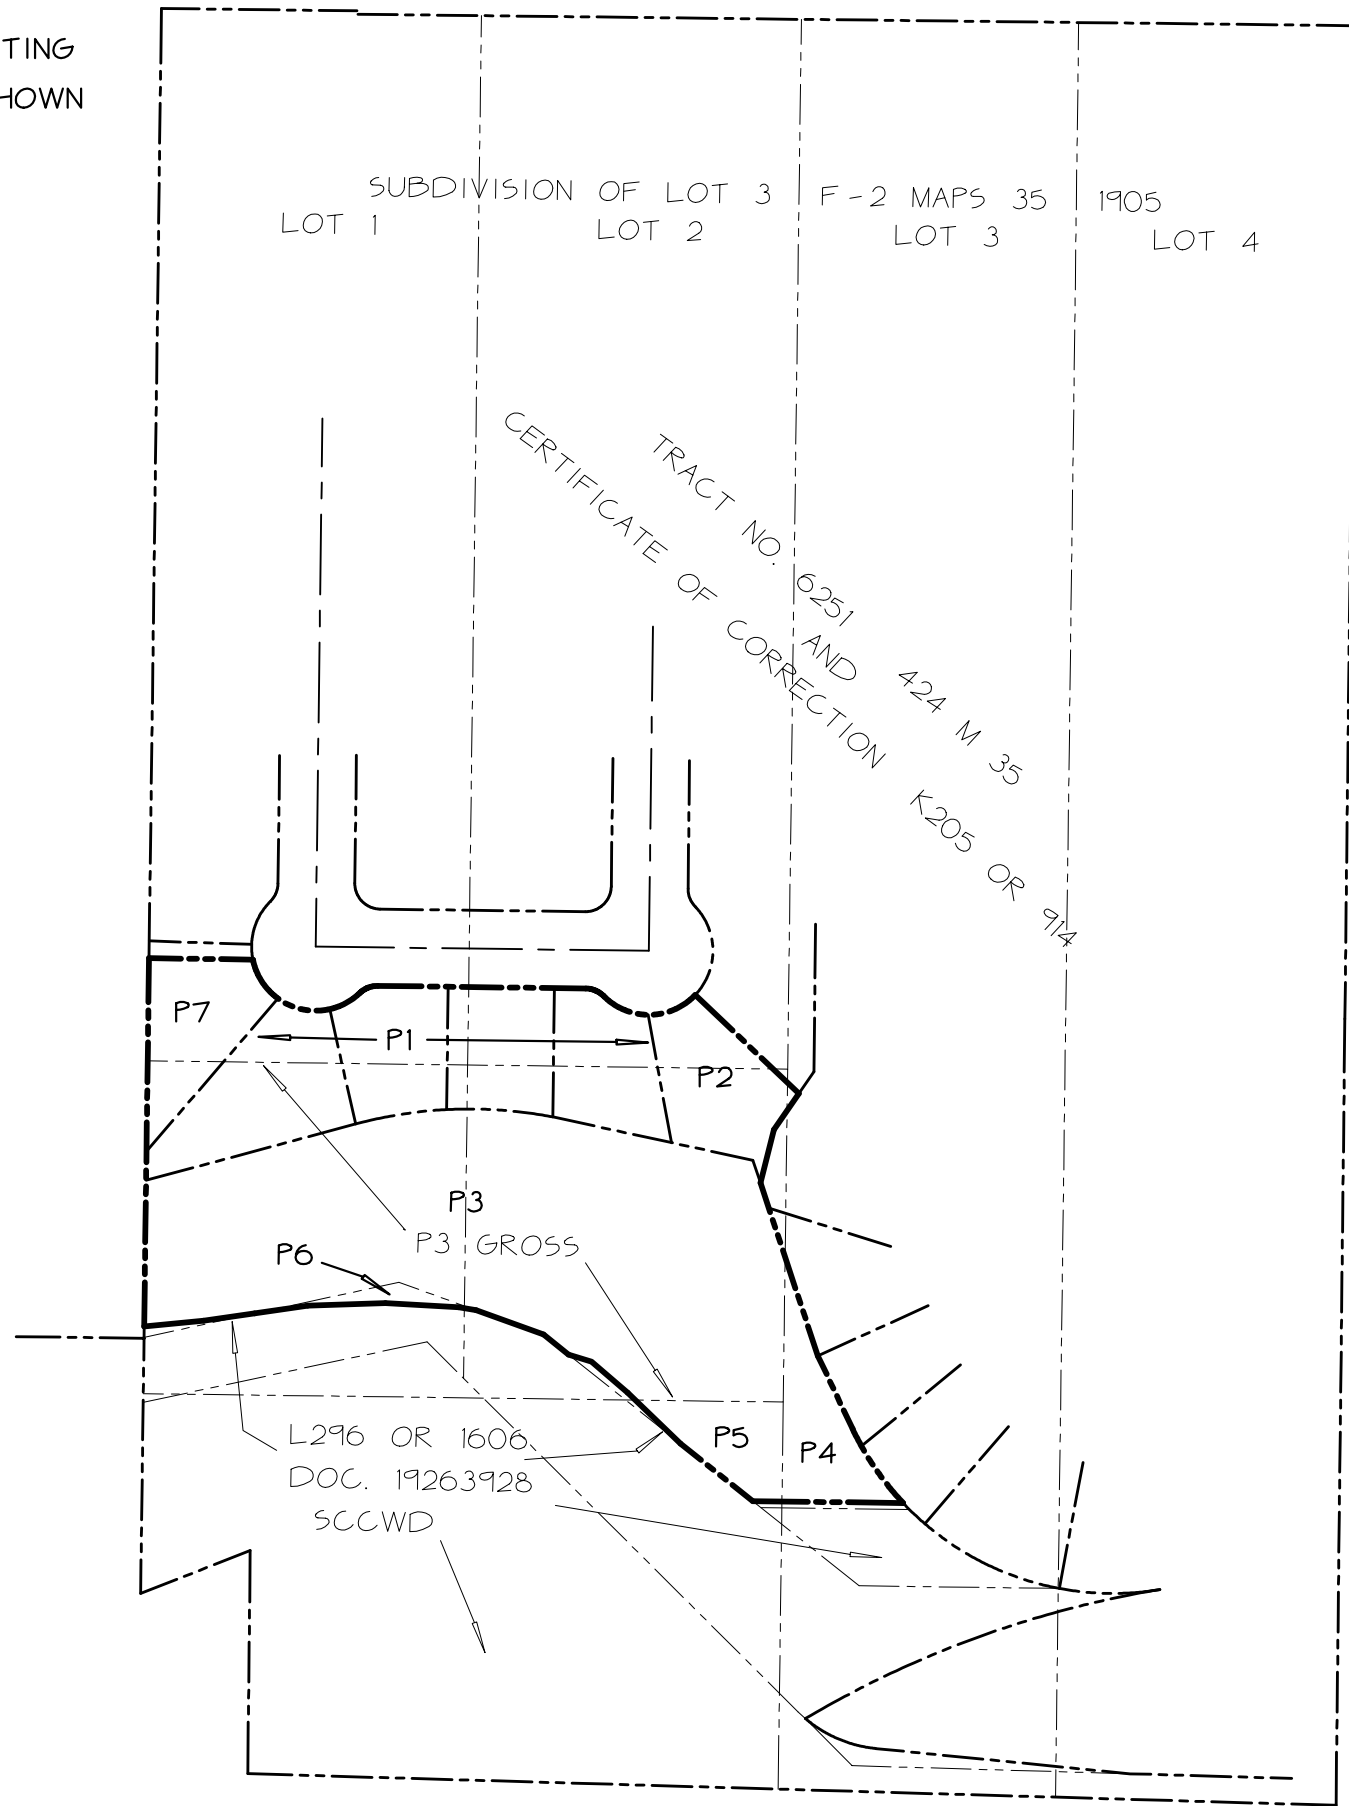 TING
HOWN
SUBDIVISION OF LOT 3 F-2 MAPS 35 1905
LOT 1
LOT 2
LOT 3
LOT 4
TRACT NO. 6251 424 M 35
AND
CERTIFICATE OF CORRECTION K205 OR 914
P7
P1
P2
P3
P3 GROSS
P6
P5
P4
L296 OR 1606
DOC. 19263928
SCCWD